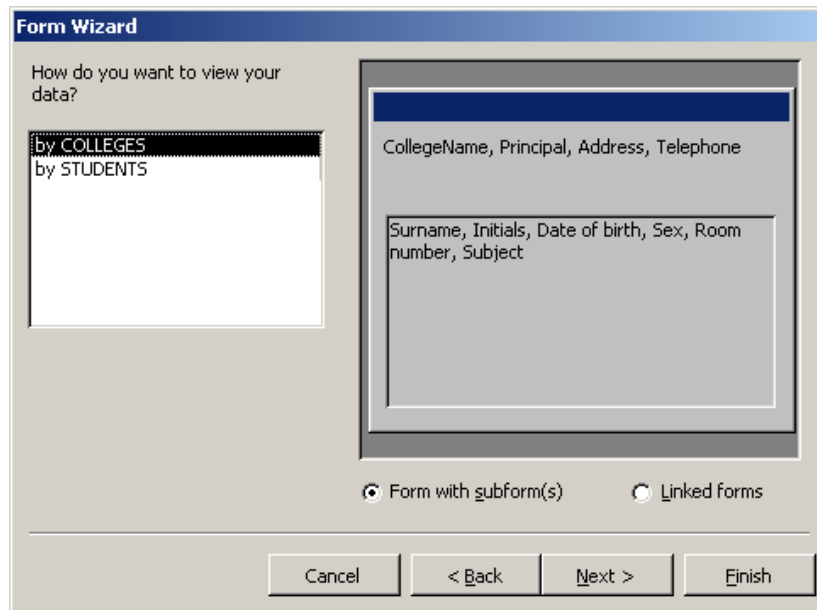 Form Wizard
How do you want to view your
data?
by COLLEGES
by STUDENTS
CollegeName, Principal, Address, Telephone
Surname, Initials, Date of birth, Sex, Room
number, Subject
Form with subform(s)
Linked forms
Cancel
< Back
Next >
Finish